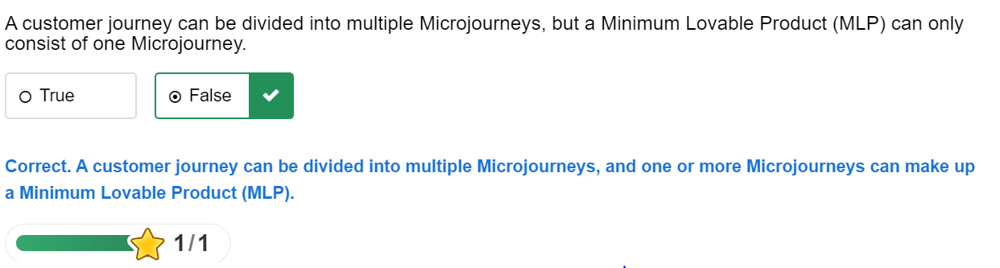 A customer journey can be divided into multiple Microjourneys, but a Minimum Lovable Product (MLP) can only
consist of one Microjourney.
True
False
Correct. A customer journey can be divided into multiple Microjourneys, and one or more Microjourneys can make up
a Minimum Lovable Product (MLP).
1/1